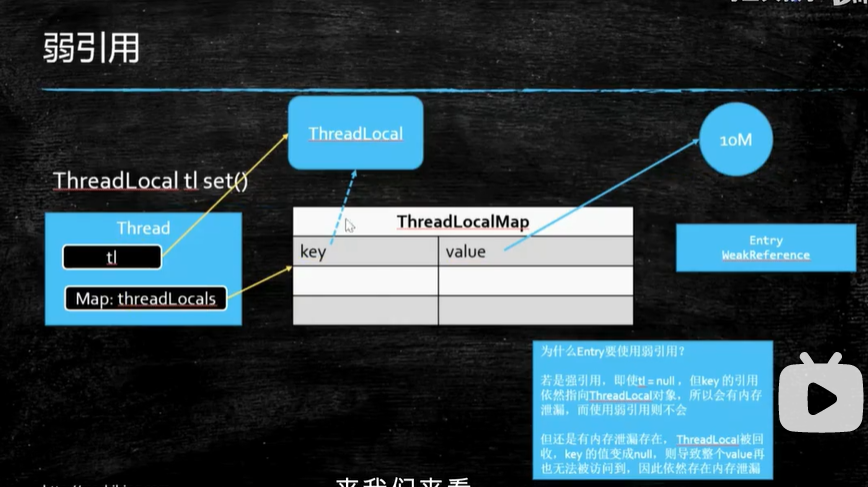 弱引用
ThreadLocal
10M
ThreadLocal tl set()
Thread
tl
Map: threadLocals
ThreadLocalMap
key
value
Entry
WeakReference
为什么Entry要使用弱引用？
若是强引用，即使tl = null，但key 的引用
依然指向ThreadLocal对象，所以会有内存
泄漏，而使用弱引用则不会
但还是有内存泄漏存在，ThreadLocal被回
收，key 的值变成null，则导致整个value再
也无法被访问到，因此依然存在内存泄漏
来我们来看